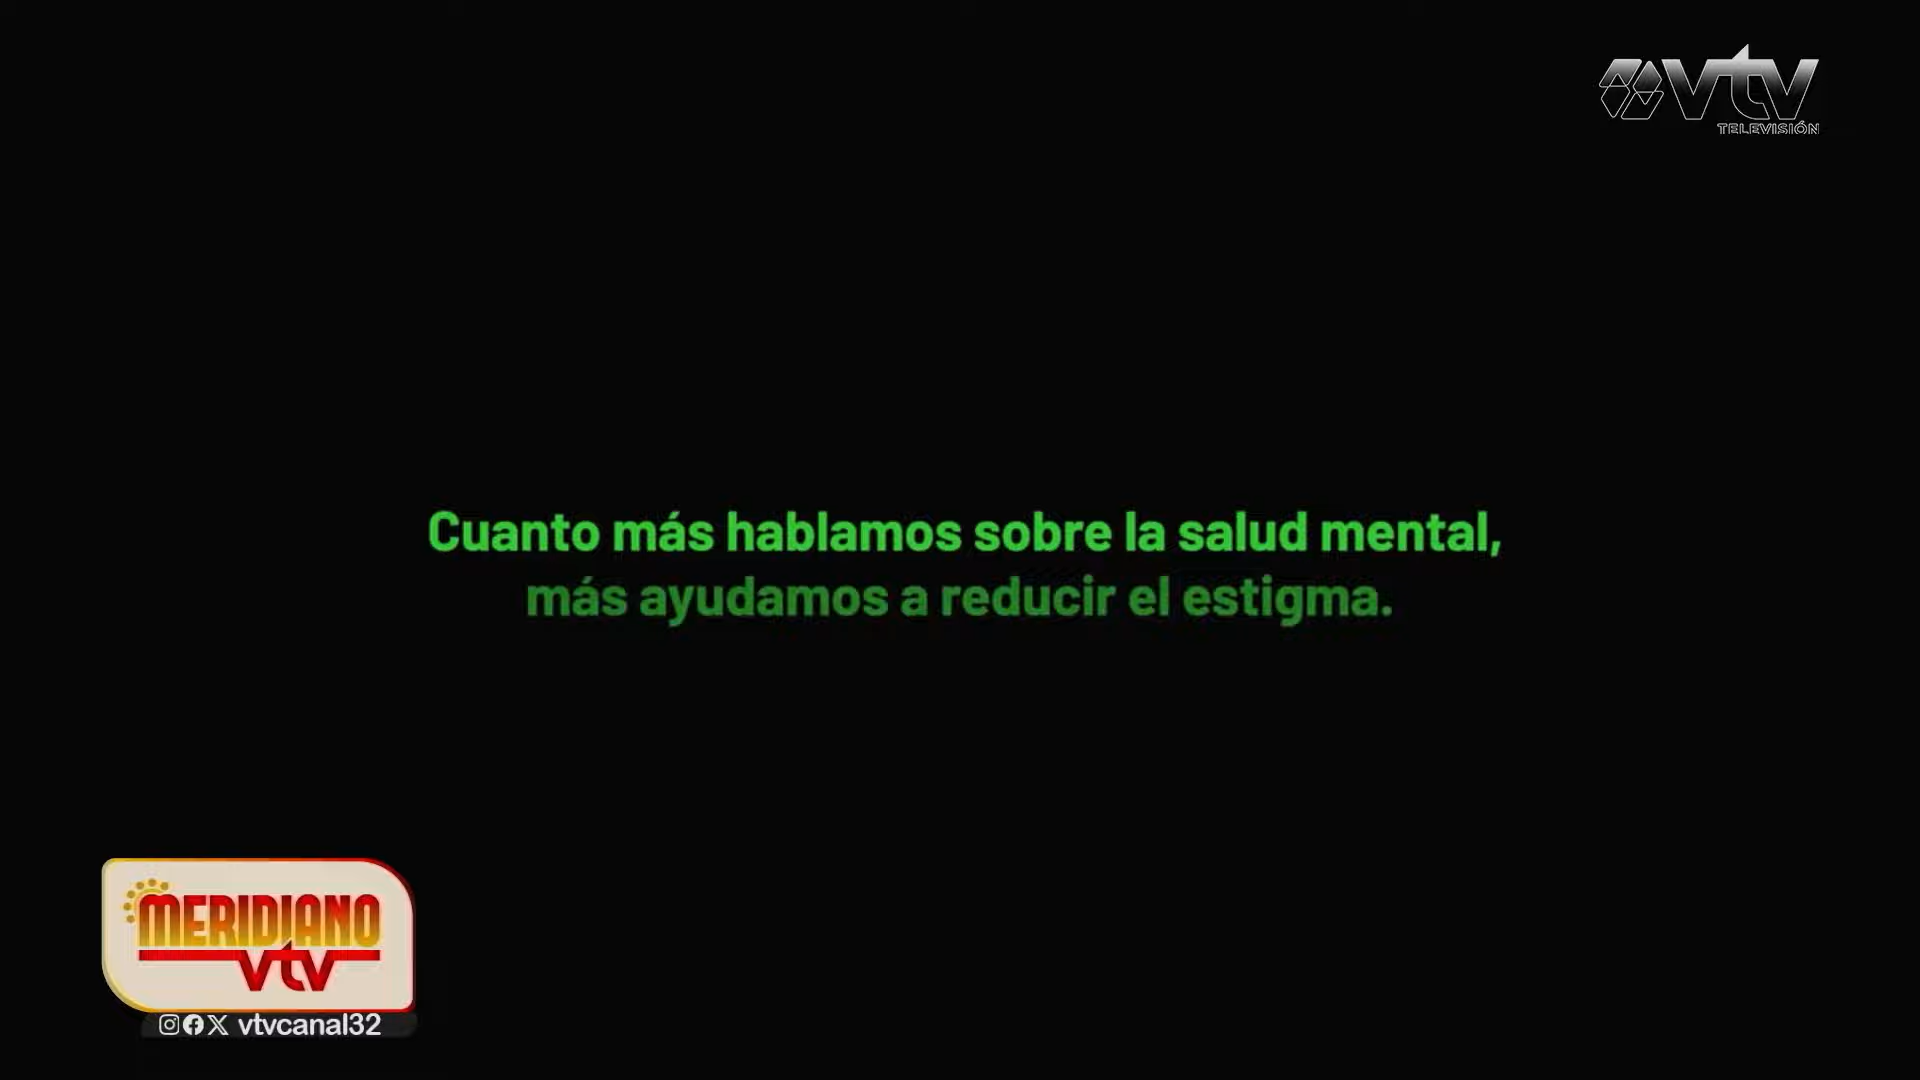 VTV
TELEVISIÓN
Cuanto más hablamos sobre la salud mental,
más ayudamos a reducir el estigma.
MERIDIANO
VTV
vtvcanal32